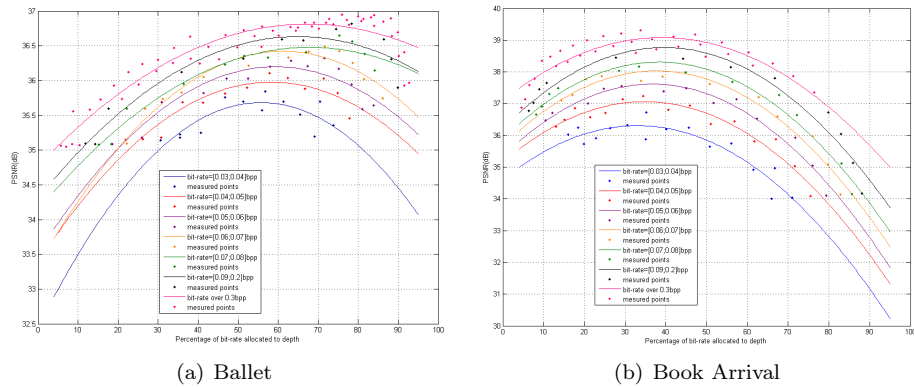 37
36.5
36
35.5
35
34.5
34
33.5
33
32.5
PSNR(dB)
0 10 20 30 40 50 60 70 80 90 100
Percentage of bit-rate allocated to depth
bit-rate=[0.03;0.04]bpp
measured points
bit-rate=[0.04;0.05]bpp
measured points
bit-rate=[0.05;0.06]bpp
measured points
bit-rate=[0.06;0.07]bpp
measured points
bit-rate=[0.07;0.08]bpp
measured points
bit-rate=[0.09;0.2]bpp
measured points
bit-rate over 0.3bpp
mesured points
(a) Ballet
40
39
38
37
36
35
34
33
32
31
30
PSNR(dB)
0 10 20 30 40 50 60 70 80 90 100
Percentage of bit-rate allocated to depth
bit-rate=[0.03;0.04]bpp
mesured points
bit-rate=[0.04;0.05]bpp
mesured points
bit-rate=[0.05;0.06]bpp
mesured points
bit-rate=[0.06;0.07]bpp
mesured points
bit-rate=[0.07;0.08]bpp
mesured points
bit-rate=[0.09;0.2]bpp
mesured points
bit-rate over 0.3bpp
mesured points
(b) Book Arrival